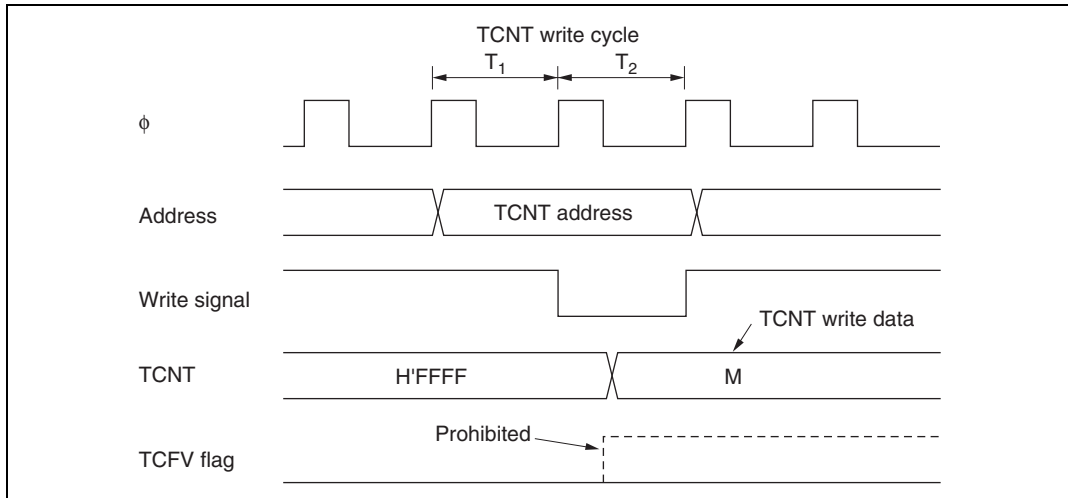 TCNT write cycle
T1 T2
ϕ
Address TCNT address
Write signal
TCNT write data
TCNT H'FFFF M
Prohibited
TCFV flag